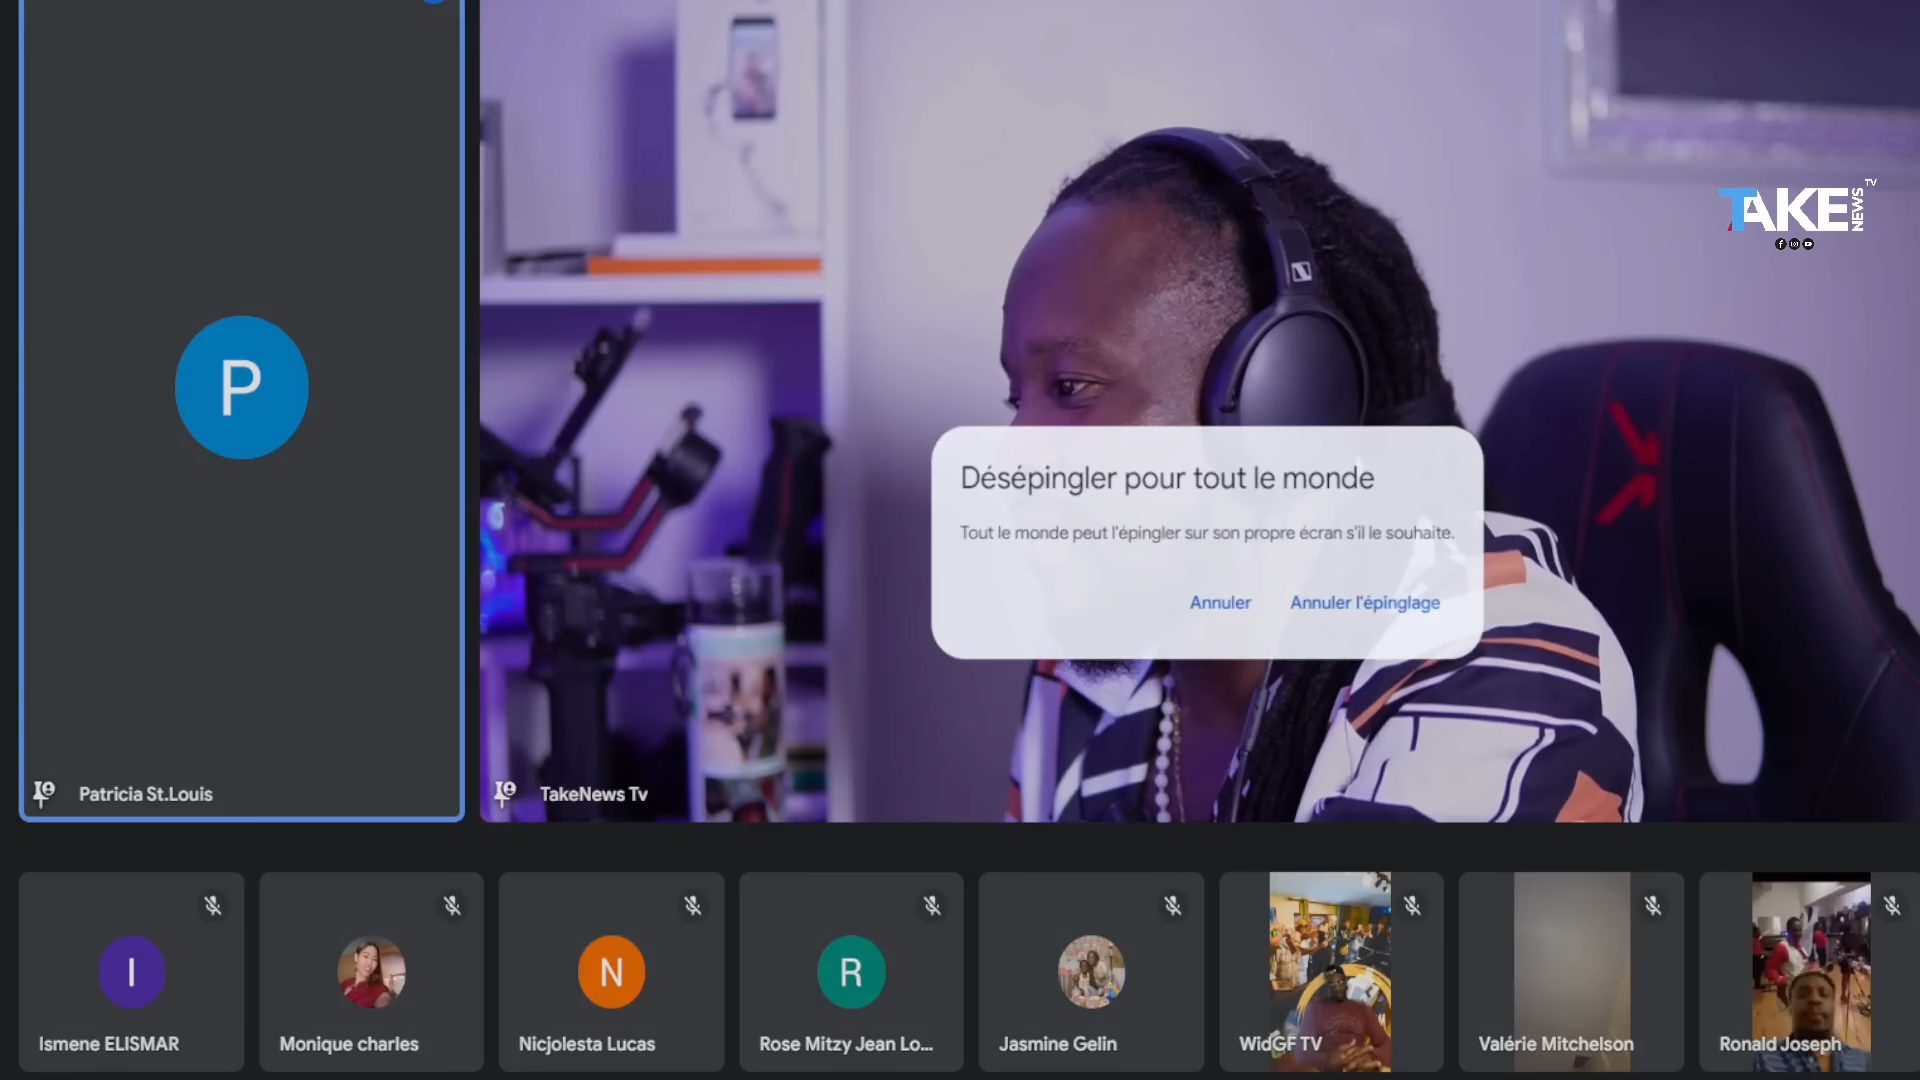 P
TAKE
NEWS
TV
Désépingler pour tout le monde
Tout le monde peut l'épingler sur son propre écran s'il le souhaite.
Annuler
Annuler l'épinglage
Patricia St.Louis
TakeNews Tv
I
N
R
Ismene ELISMAR
Monique charles
Nicjolesta Lucas
Rose Mitzy Jean Lo...
Jasmine Gelin
WidGF TV
Valérie Mitchelson
Ronald Joseph